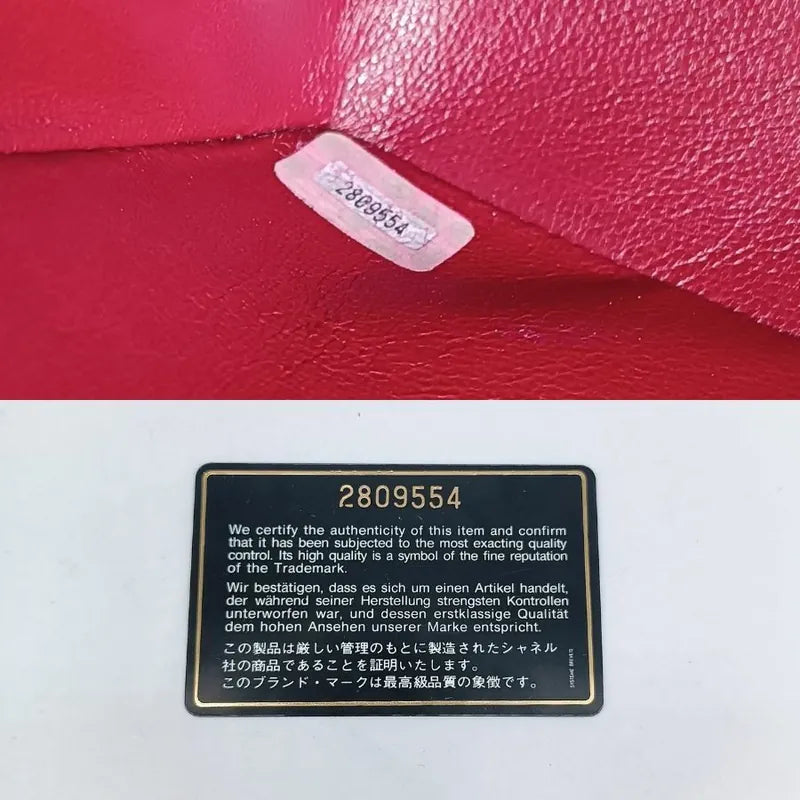 2809554
2809554
We certify the authenticity of this item and confirm
that it has been subjected to the most exacting quality
control. Its high quality is a symbol of the fine reputation
of the Trademark.
Wir bestätigen, dass es sich um einen Artikel handelt,
der während seiner Herstellung strengsten Kontrollen
unterworfen war, und dessen erstklassige Qualität
dem hohen Ansehen unserer Marke entspricht.
この製品は厳しい管理のもとに製造されたシャネル
社の商品であることを証明いたします。
このブランド・マークは最高級品質の象徴です。
SYSTEME BREVETE